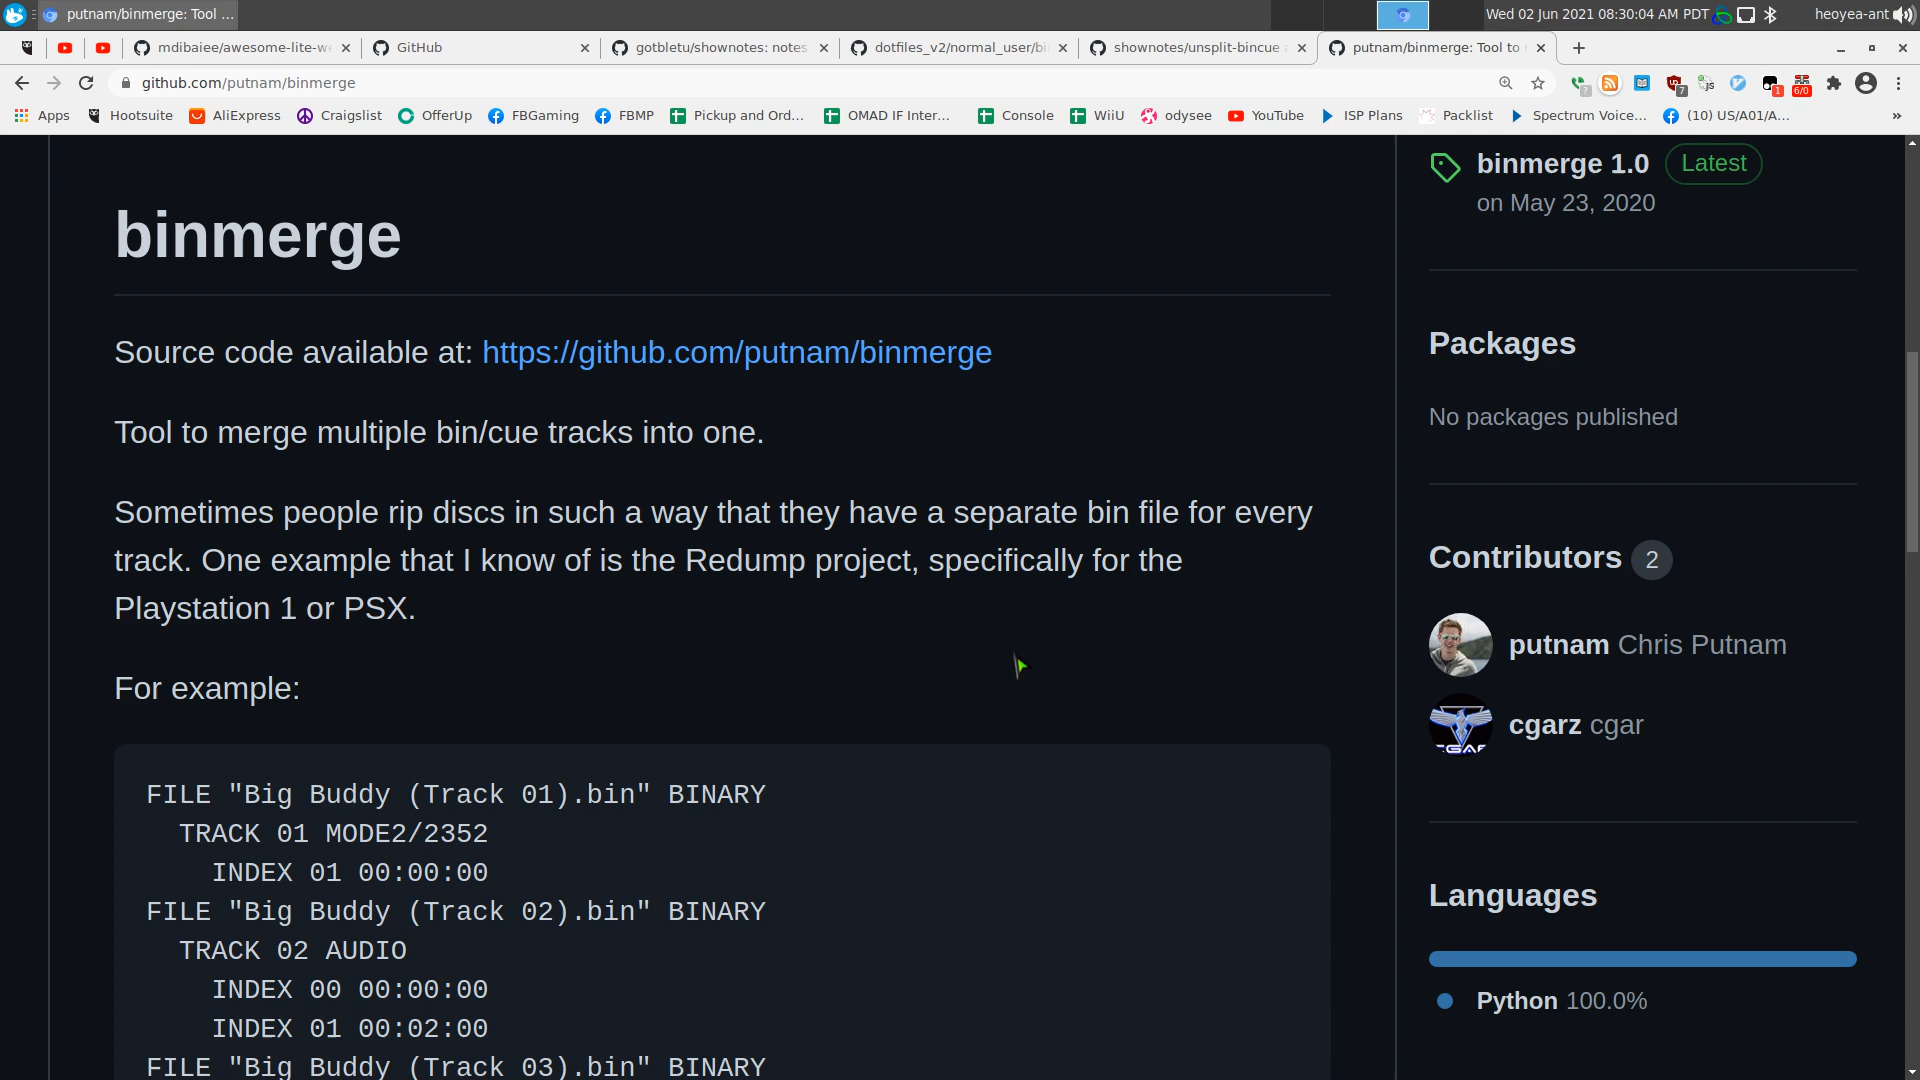 putnam/binmerge: Tool ...
Wed 02 Jun 2021 08:30:04 AM PDT
heoyea-ant
mdibaiee/awesome-lite-we
GitHub
gotbletu/shownotes: notes
dotfiles_v2/normal_user/bi
shownotes/unsplit-bincue
putnam/binmerge: Tool to
github.com/putnam/binmerge
Apps
Hootsuite
AliExpress
Craigslist
OfferUp
FBGaming
FBMP
Pickup and Ord...
OMAD IF Inter...
Console
WiiU
odysee
YouTube
ISP Plans
Packlist
Spectrum Voice...
(10) US/A01/A...
»
binmerge
Source code available at: https://github.com/putnam/binmerge
Tool to merge multiple bin/cue tracks into one.
Sometimes people rip discs in such a way that they have a separate bin file for every
track. One example that I know of is the Redump project, specifically for the
Playstation 1 or PSX.
For example:
FILE "Big Buddy (Track 01).bin" BINARY
TRACK 01 MODE2/2352
INDEX 01 00:00:00
FILE "Big Buddy (Track 02).bin" BINARY
TRACK 02 AUDIO
INDEX 00 00:00:00
INDEX 01 00:02:00
FILE "Big Buddy (Track 03).bin" BINARY
binmerge 1.0 Latest
on May 23, 2020
Packages
No packages published
Contributors 2
putnam Chris Putnam
cgarz cgar
Languages
Python 100.0%